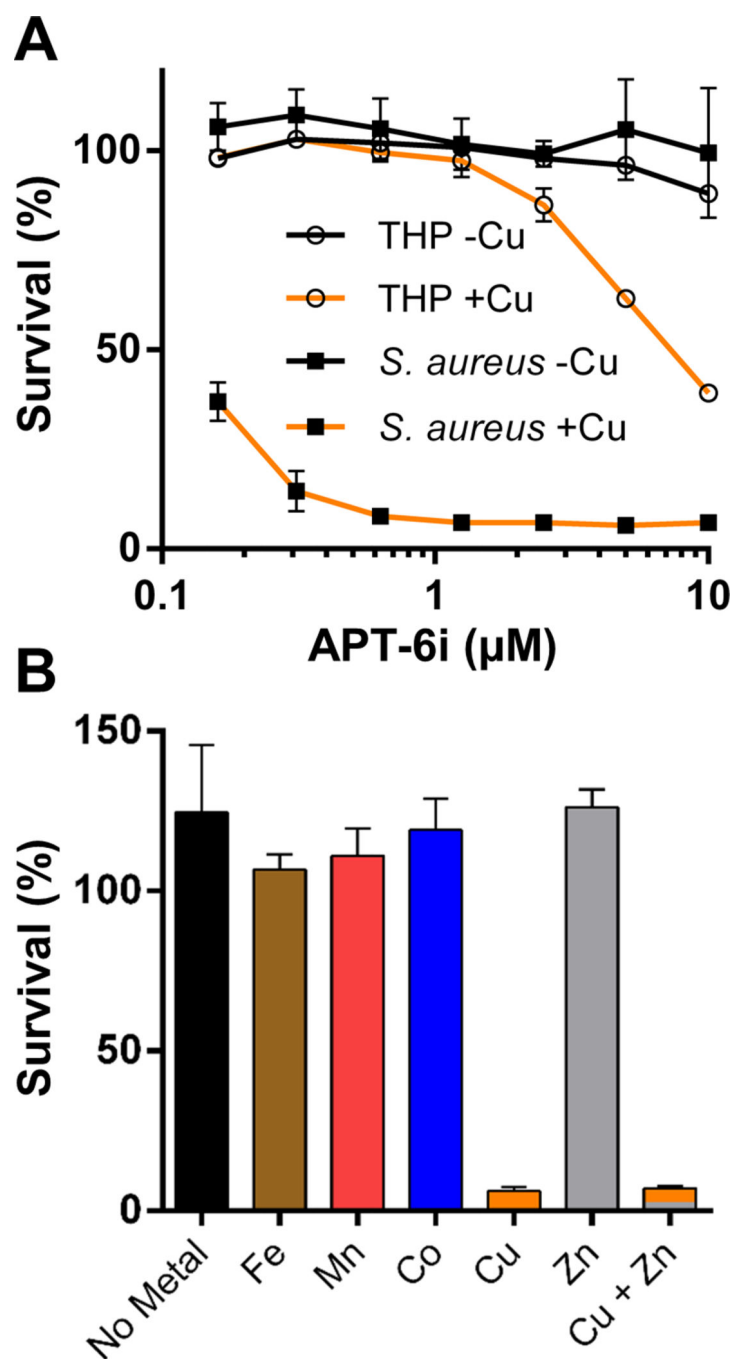 A
Survival (%)
100
50
0
THP -Cu
THP +Cu
S. aureus -Cu
S. aureus +Cu
0.1
1
10
APT-6i (µM)
B
Survival (%)
150
100
50
0
No Metal
Fe
Mn
Co
Cu
Zn
Cu + Zn